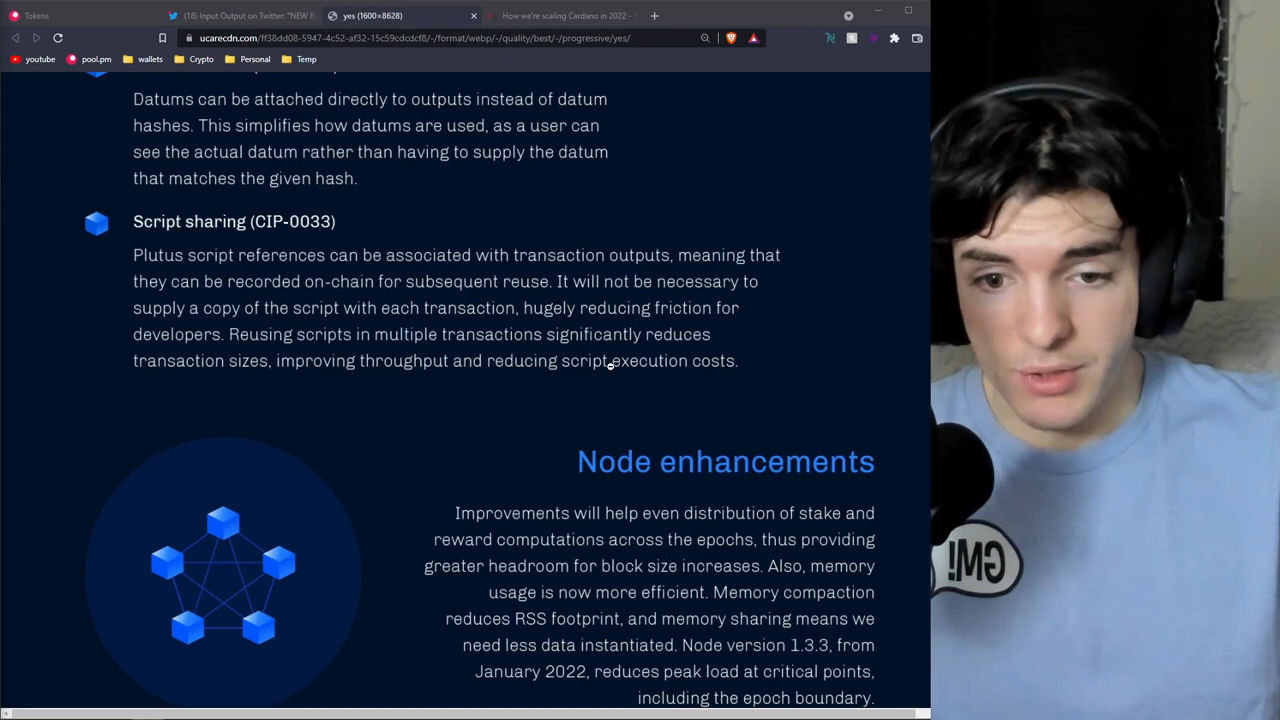 Tokens
(18) Input Output on Twitter: "NEW B
yes (1600×8628)
How we're scaling Cardano in 2022 -
ucarecdn.com/ff38dd08-5947-4c52-af32-15c59cdcdcf8/-/format/webp/-/quality/best/-/progressive/yes/
youtube
pool.pm
wallets
Crypto
Personal
Temp
Datums can be attached directly to outputs instead of datum
hashes. This simplifies how datums are used, as a user can
see the actual datum rather than having to supply the datum
that matches the given hash.
Script sharing (CIP-0033)
Plutus script references can be associated with transaction outputs, meaning that
they can be recorded on-chain for subsequent reuse. It will not be necessary to
supply a copy of the script with each transaction, hugely reducing friction for
developers. Reusing scripts in multiple transactions significantly reduces
transaction sizes, improving throughput and reducing script execution costs.
Node enhancements
Improvements will help even distribution of stake and
reward computations across the epochs, thus providing
greater headroom for block size increases. Also, memory
usage is now more efficient. Memory compaction
reduces RSS footprint, and memory sharing means we
need less data instantiated. Node version 1.3.3, from
January 2022, reduces peak load at critical points,
including the epoch boundary.
GM!